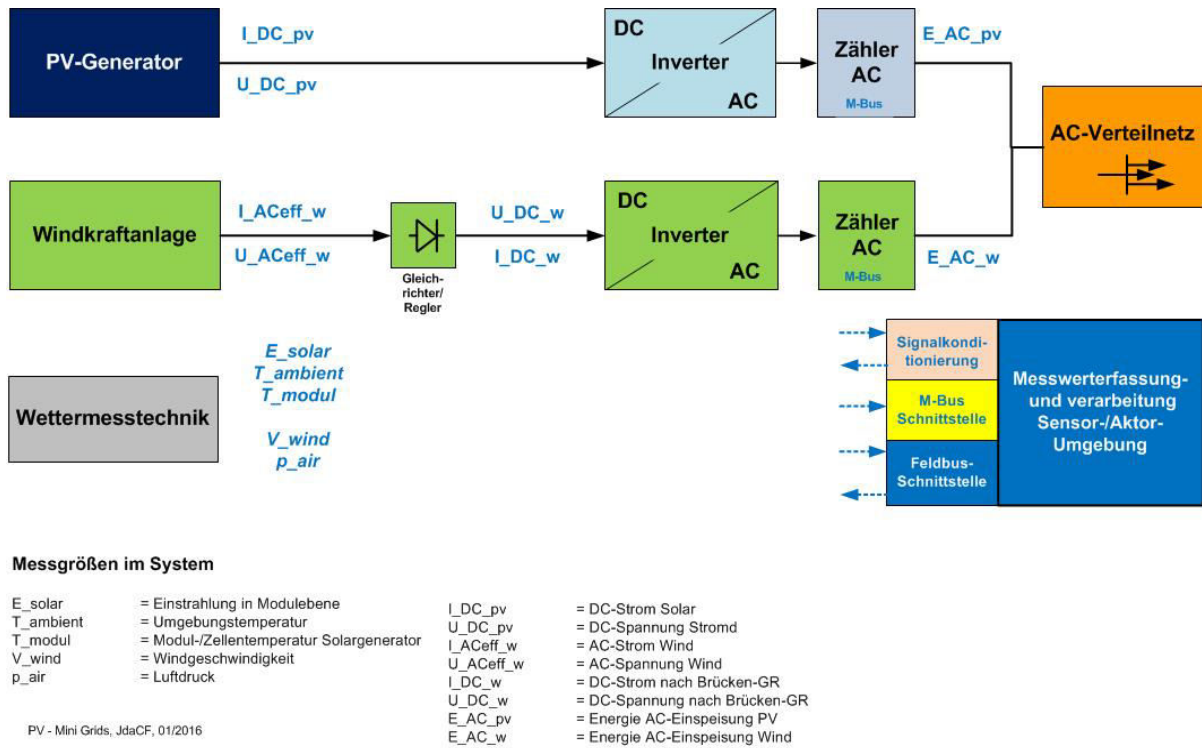 PV-Generator
I_DC_pv
U_DC_pv
DC
Inverter
AC
Zähler
AC
M-Bus
E_AC_pv
AC-Verteilnetz
Windkraftanlage
I_ACeff_w
U_ACeff_w
Gleich-
richter/
Regler
U_DC_w
I_DC_w
DC
Inverter
AC
Zähler
AC
M-Bus
E_AC_w
Wettermesstechnik
E_solar
T_ambient
T_modul
V_wind
p_air
Signalkondi-
tionierung
M-Bus
Schnittstelle
Feldbus-
Schnittstelle
Messwerterfassung-
und verarbeitung
Sensor-/Aktor-
Umgebung
Messgrößen im System
E_solar = Einstrahlung in Modulebene
T_ambient = Umgebungstemperatur
T_modul = Modul-/Zellentemperatur Solargenerator
V_wind = Windgeschwindigkeit
p_air = Luftdruck
I_DC_pv = DC-Strom Solar
U_DC_pv = DC-Spannung Stromd
I_ACeff_w = AC-Strom Wind
U_ACeff_w = AC-Spannung Wind
I_DC_w = DC-Strom nach Brücken-GR
U_DC_w = DC-Spannung nach Brücken-GR
E_AC_pv = Energie AC-Einspeisung PV
E_AC_w = Energie AC-Einspeisung Wind
PV - Mini Grids, JdaCF, 01/2016